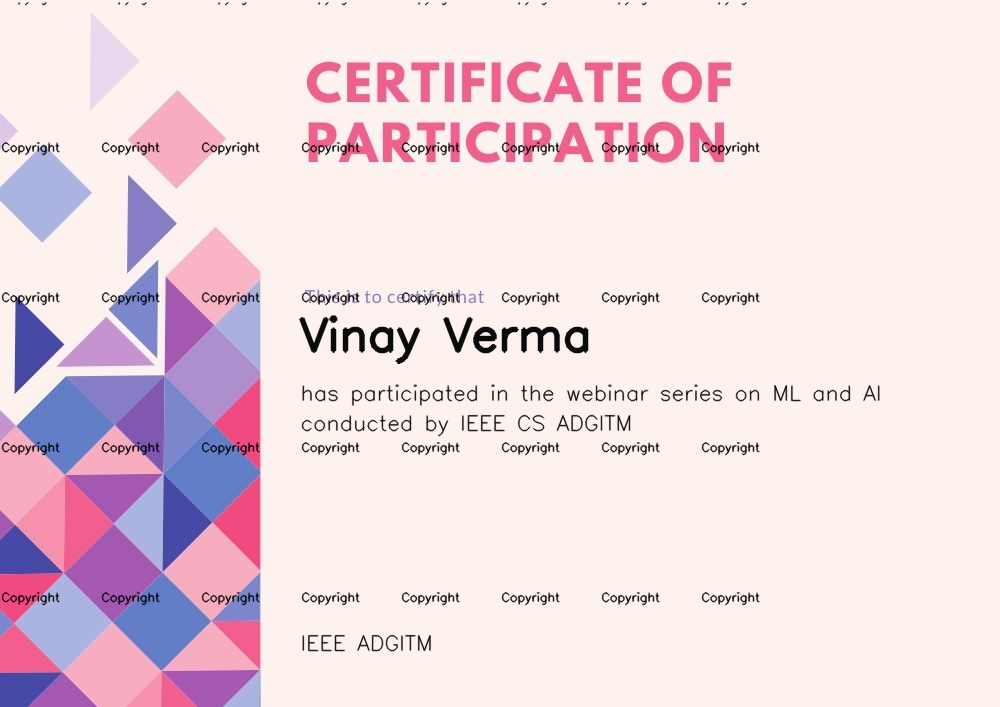 CERTIFICATE OF
Copyright Copyright Copyright Copyright Copyright Copyright Copyright Copyright
PARTICIPATION
Copyright Copyright Copyright Copyright Copyright Copyright Copyright Copyright
This is to certify that
Vinay Verma
has participated in the webinar series on ML and AI
conducted by IEEE CS ADGITM
Copyright Copyright Copyright Copyright Copyright Copyright Copyright Copyright
Copyright Copyright Copyright Copyright Copyright Copyright Copyright Copyright
IEEE ADGITM